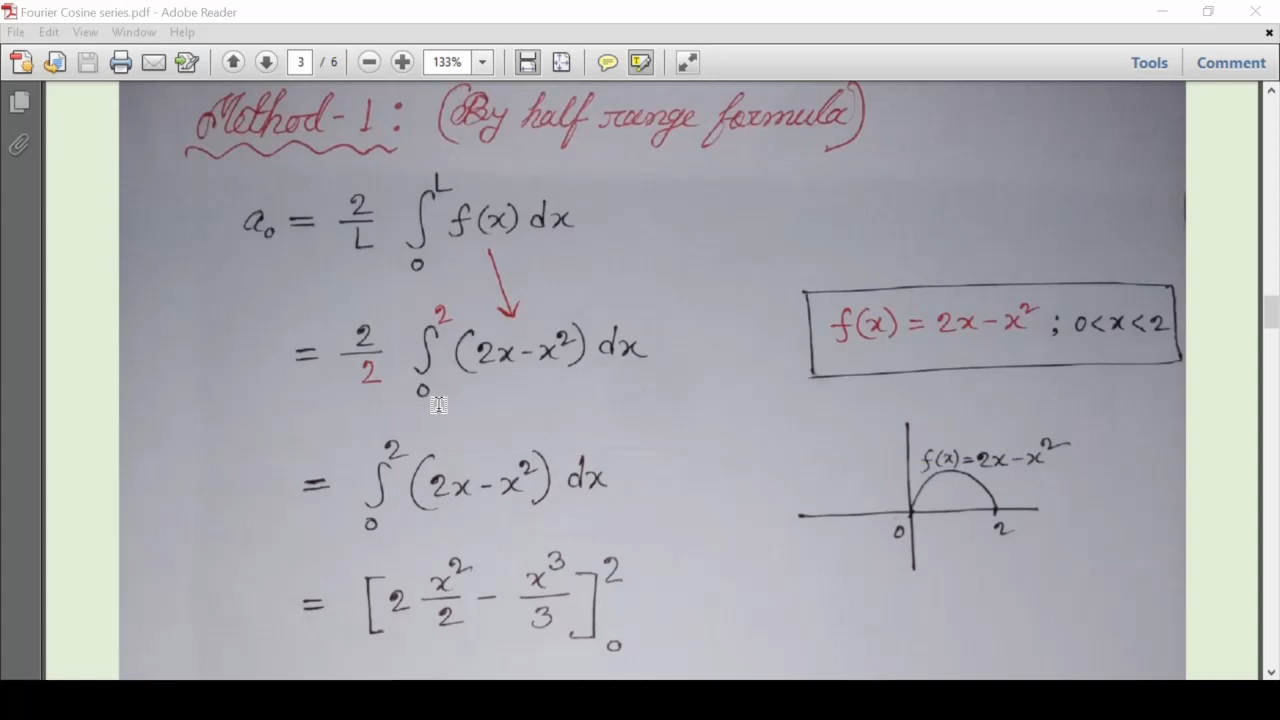 Fourier Cosine series.pdf - Adobe Reader
File Edit View Window Help
3 / 6 133% Tools Comment
Method-1: (By half range formula)
a₀ = 2/L ∫₀ᴸ f(x) dx
= 2/2 ∫₀² (2x-x²) dx
f(x) = 2x-x² ; 0<x<2
= ∫₀² (2x-x²) dx
f(x)=2x-x²
0 2
= [2 x²/2 - x³/3]₀²